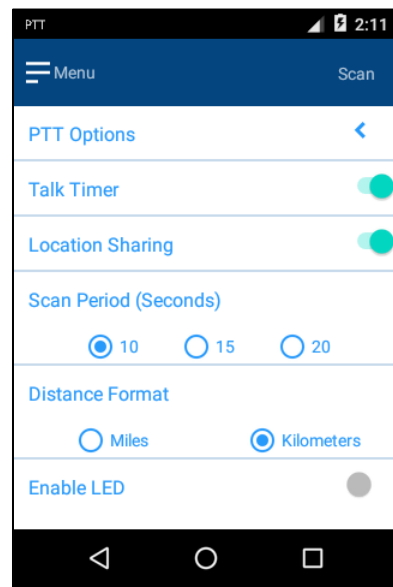 PTT 2:11
Menu Scan
PTT Options
Talk Timer
Location Sharing
Scan Period (Seconds)
10 15 20
Distance Format
Miles Kilometers
Enable LED